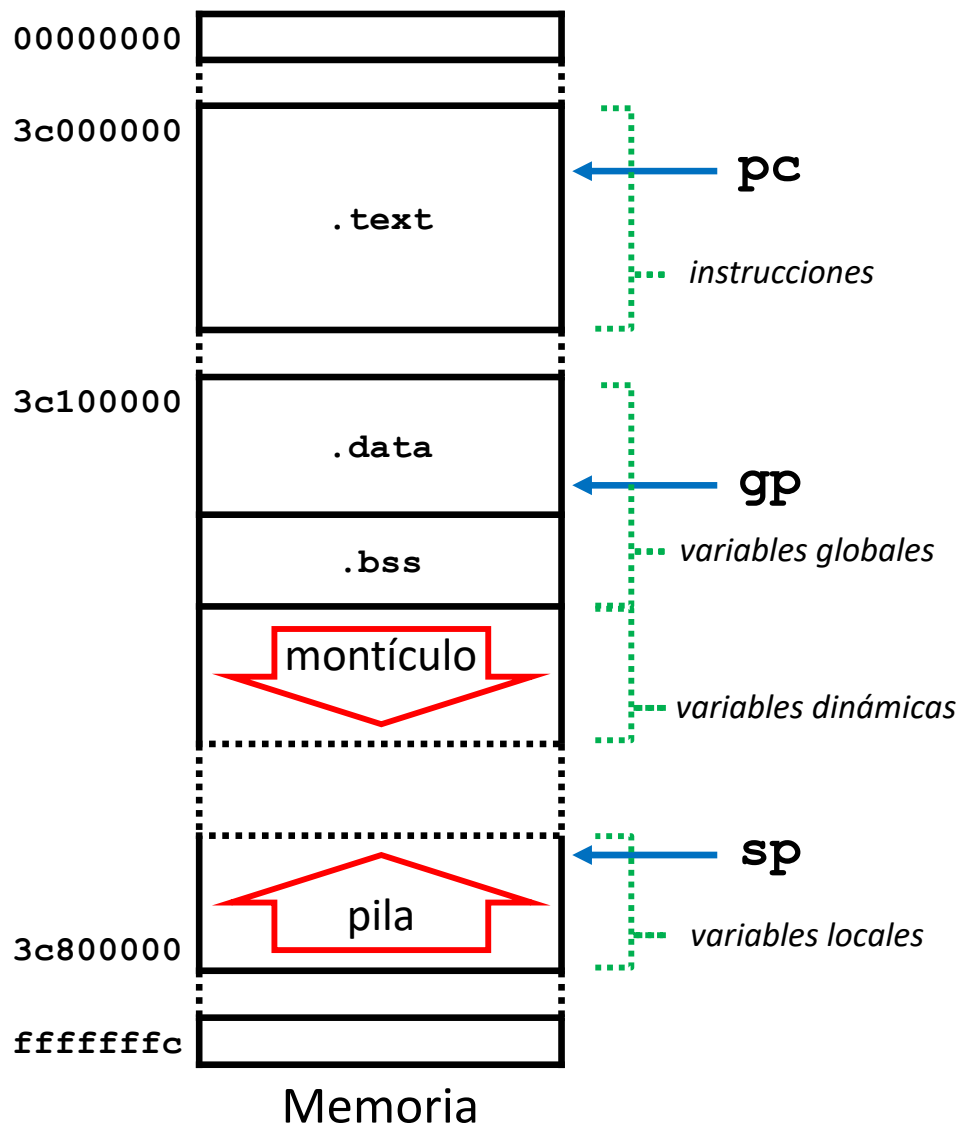 00000000
3c000000
pc
.text
instrucciones
3c100000
.data
gp
variables globales
.bss
montículo
variables dinámicas
sp
pila
variables locales
3c800000
fffffffc
Memoria